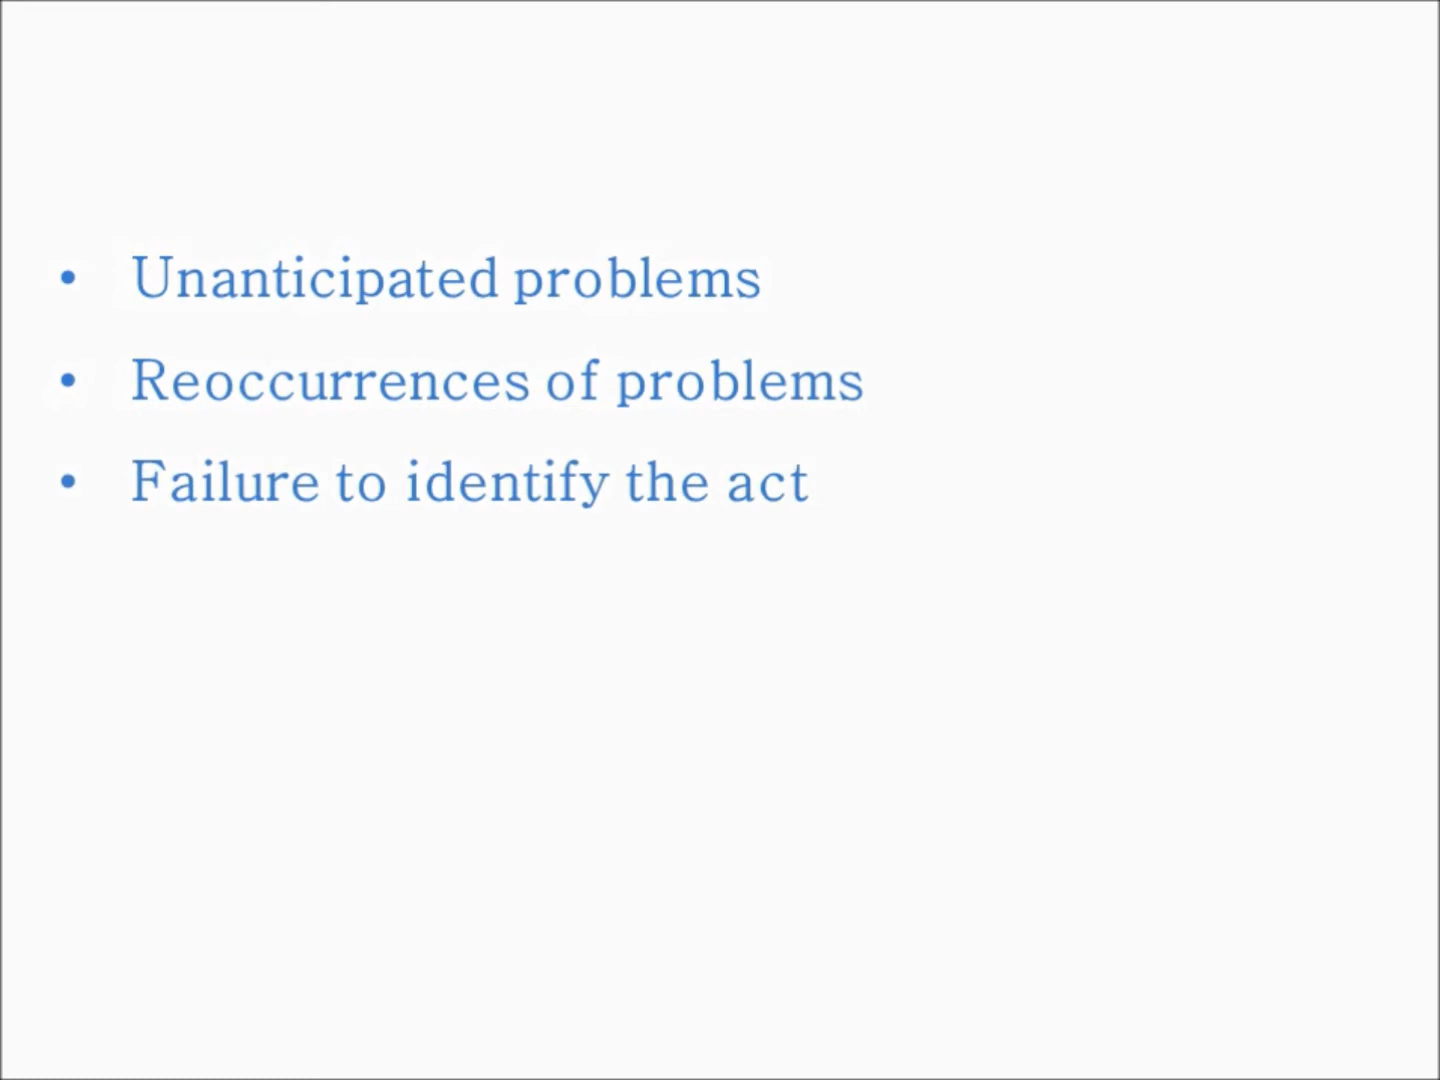 • Unanticipated problems
• Reoccurrences of problems
• Failure to identify the act